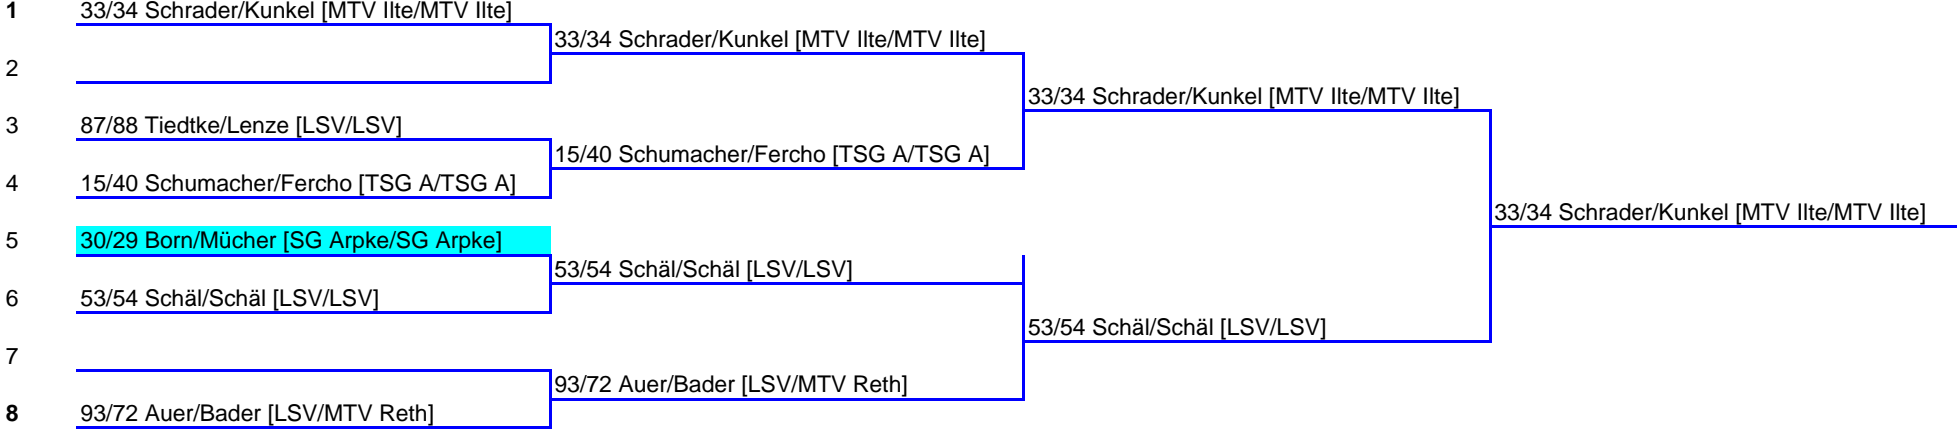 1 33/34 Schrader/Kunkel [MTV Ilte/MTV Ilte]
33/34 Schrader/Kunkel [MTV Ilte/MTV Ilte]
2
33/34 Schrader/Kunkel [MTV Ilte/MTV Ilte]
3 87/88 Tiedtke/Lenze [LSV/LSV]
15/40 Schumacher/Fercho [TSG A/TSG A]
4 15/40 Schumacher/Fercho [TSG A/TSG A]
33/34 Schrader/Kunkel [MTV Ilte/MTV Ilte]
5 30/29 Born/Mücher [SG Arpke/SG Arpke]
53/54 Schäl/Schäl [LSV/LSV]
6 53/54 Schäl/Schäl [LSV/LSV]
53/54 Schäl/Schäl [LSV/LSV]
7
93/72 Auer/Bader [LSV/MTV Reth]
8 93/72 Auer/Bader [LSV/MTV Reth]